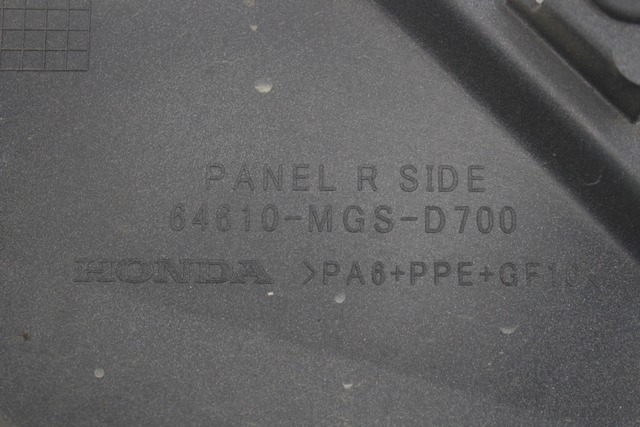 PANEL R SIDE
64610-MGS-D700
HONDA >PA6+PPE+GF10<